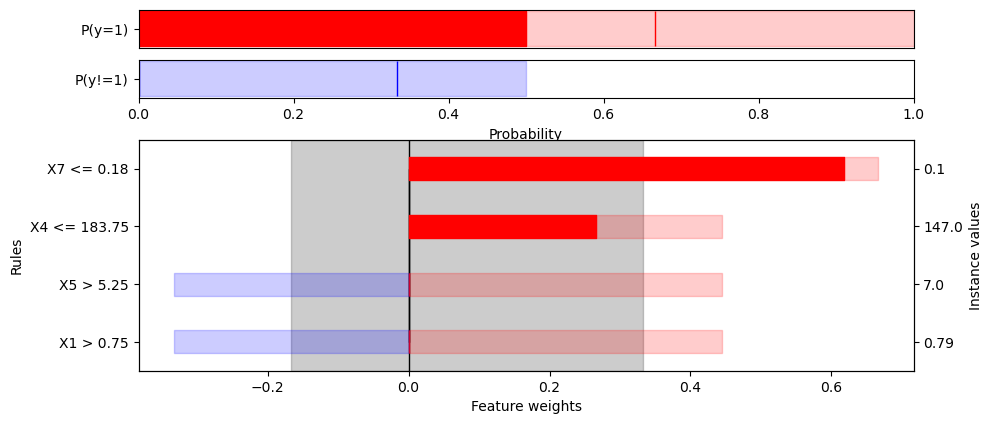 P(y=1)
P(y!=1)
0.0 0.2 0.4 0.6 0.8 1.0
Probability
X7 <= 0.18 0.1
X4 <= 183.75 147.0
X5 > 5.25 7.0
X1 > 0.75 0.79
Rules
Instance values
−0.2 0.0 0.2 0.4 0.6
Feature weights